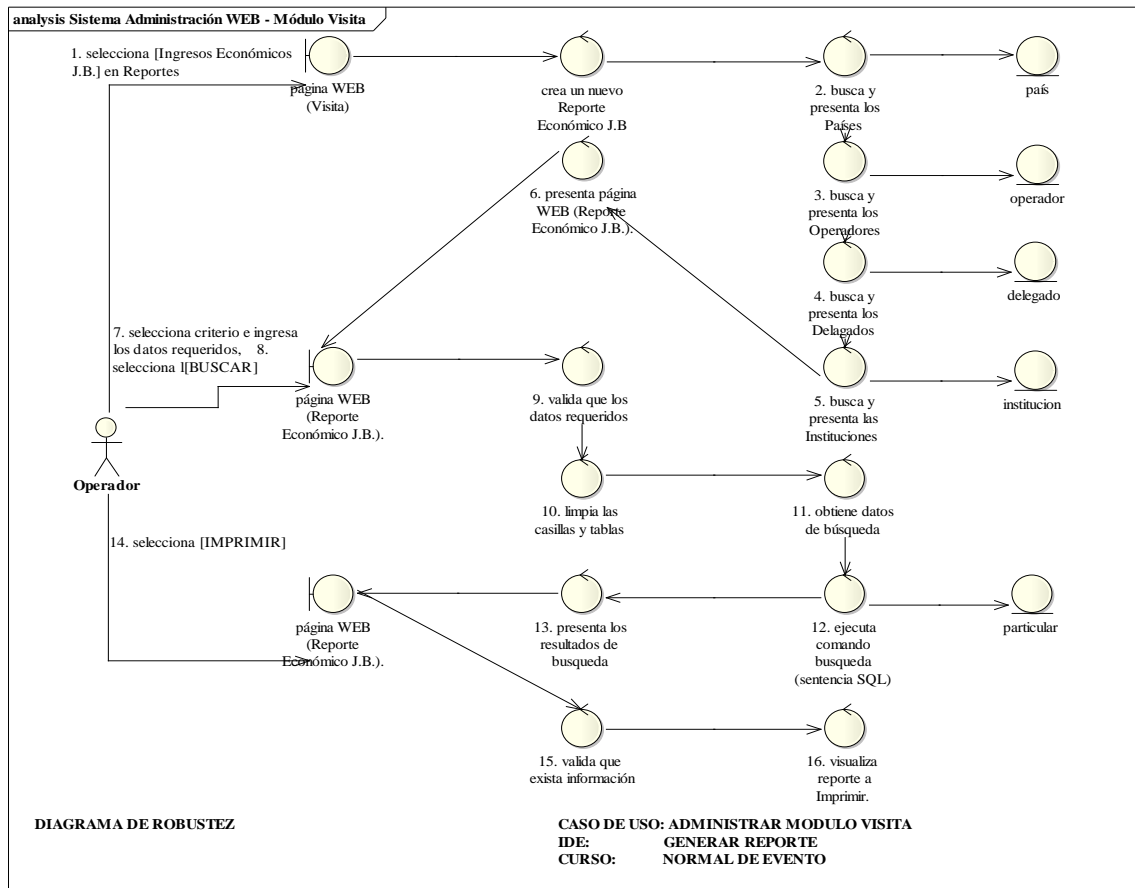 analysis Sistema Administración WEB - Módulo Visita
1. selecciona [Ingresos Económicos
J.B.] en Reportes
página WEB
(Visita)
crea un nuevo
Reporte
Económico J.B
2. busca y
presenta los
Países
país
3. busca y
presenta los
Operadores
operador
6. presenta página
WEB (Reporte
Económico J.B.).
4. busca y
presenta los
Delagados
delegado
7. selecciona criterio e ingresa
los datos requeridos, 8.
selecciona l[BUSCAR]
página WEB
(Reporte
Económico J.B.).
9. valida que los
datos requeridos
5. busca y
presenta las
Instituciones
institucion
Operador
10. limpia las
casillas y tablas
11. obtiene datos
de búsqueda
14. selecciona [IMPRIMIR]
página WEB
(Reporte
Económico J.B.).
13. presenta los
resultados de
busqueda
12. ejecuta
comando
busqueda
(sentencia SQL)
particular
15. valida que
exista información
16. visualiza
reporte a
Imprimir.
DIAGRAMA DE ROBUSTEZ
CASO DE USO: ADMINISTRAR MODULO VISITA
IDE: GENERAR REPORTE
CURSO: NORMAL DE EVENTO